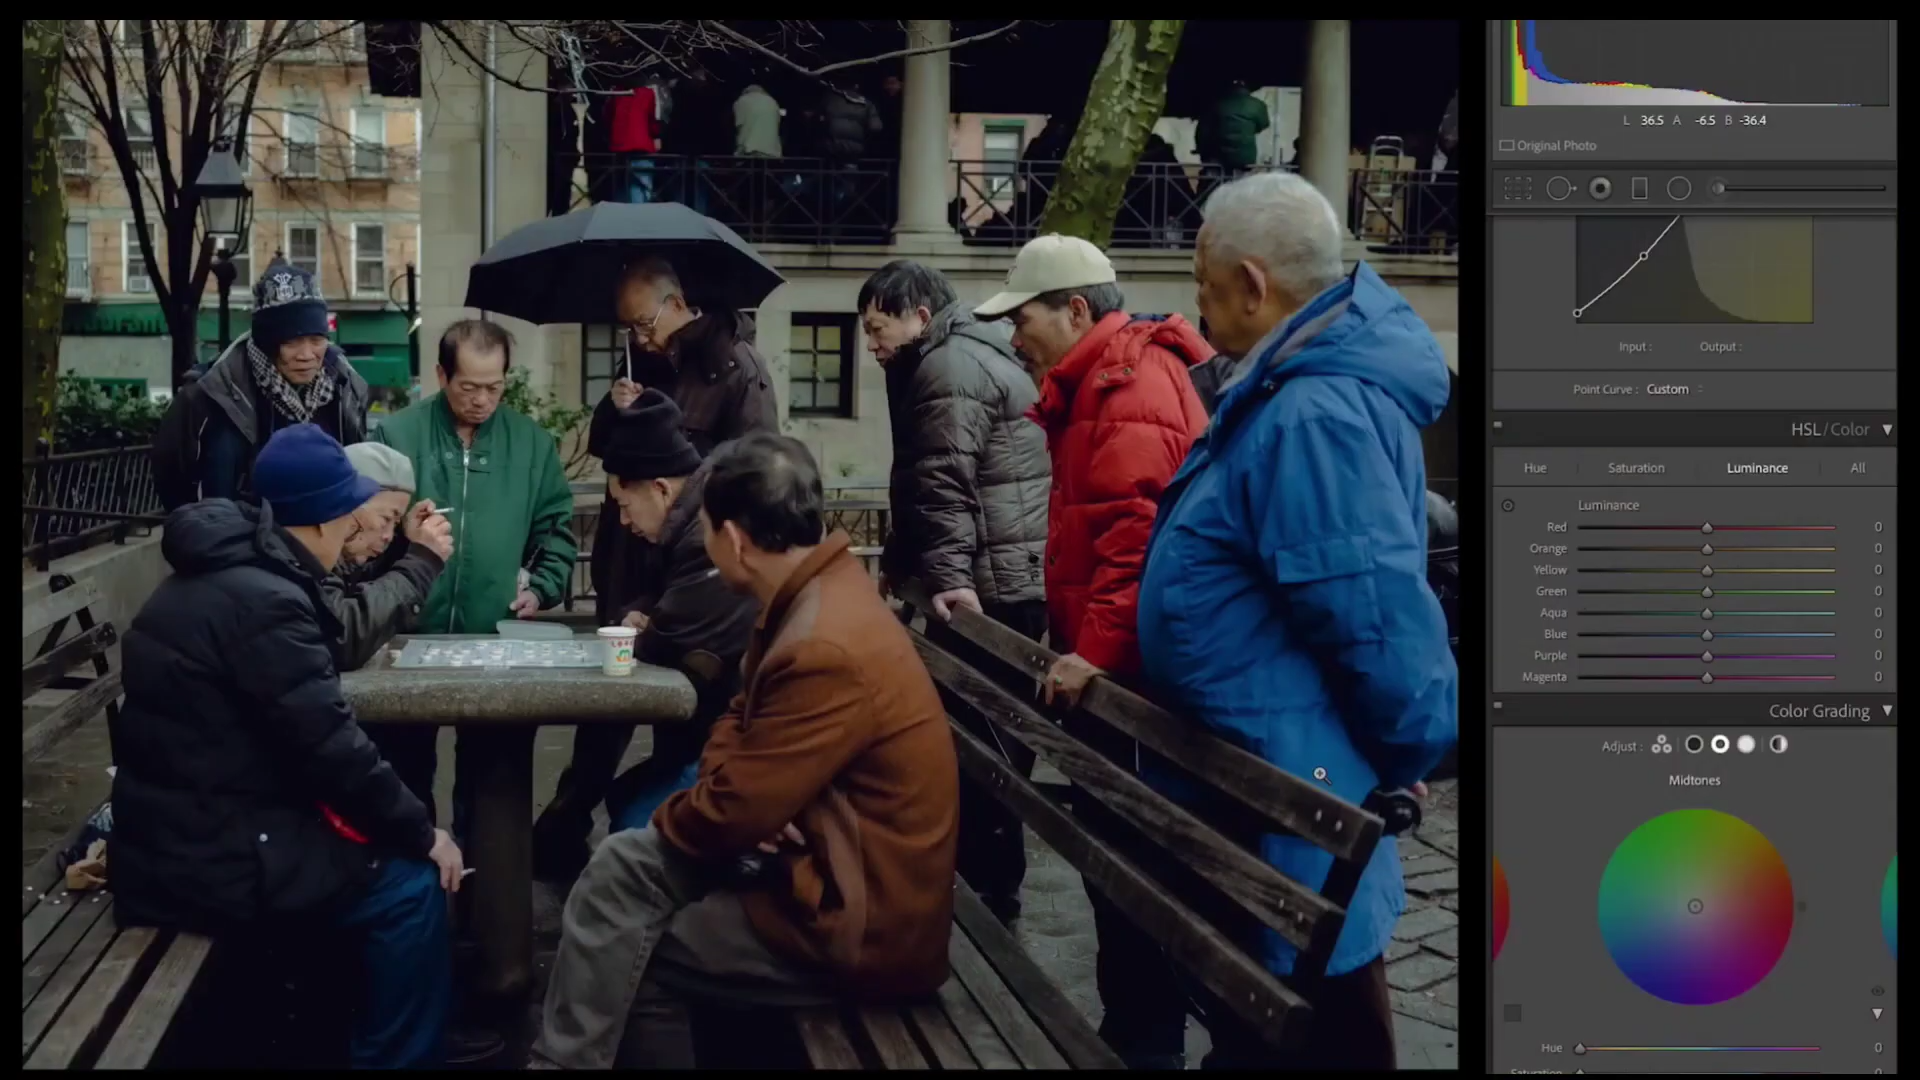 L 36.5 A -6.5 B -36.4
Original Photo
Input : Output :
Point Curve : Custom
HSL / Color
Hue Saturation Luminance All
Luminance
Red 0
Orange 0
Yellow 0
Green 0
Aqua 0
Blue 0
Purple 0
Magenta 0
Color Grading
Adjust :
Midtones
Hue 0